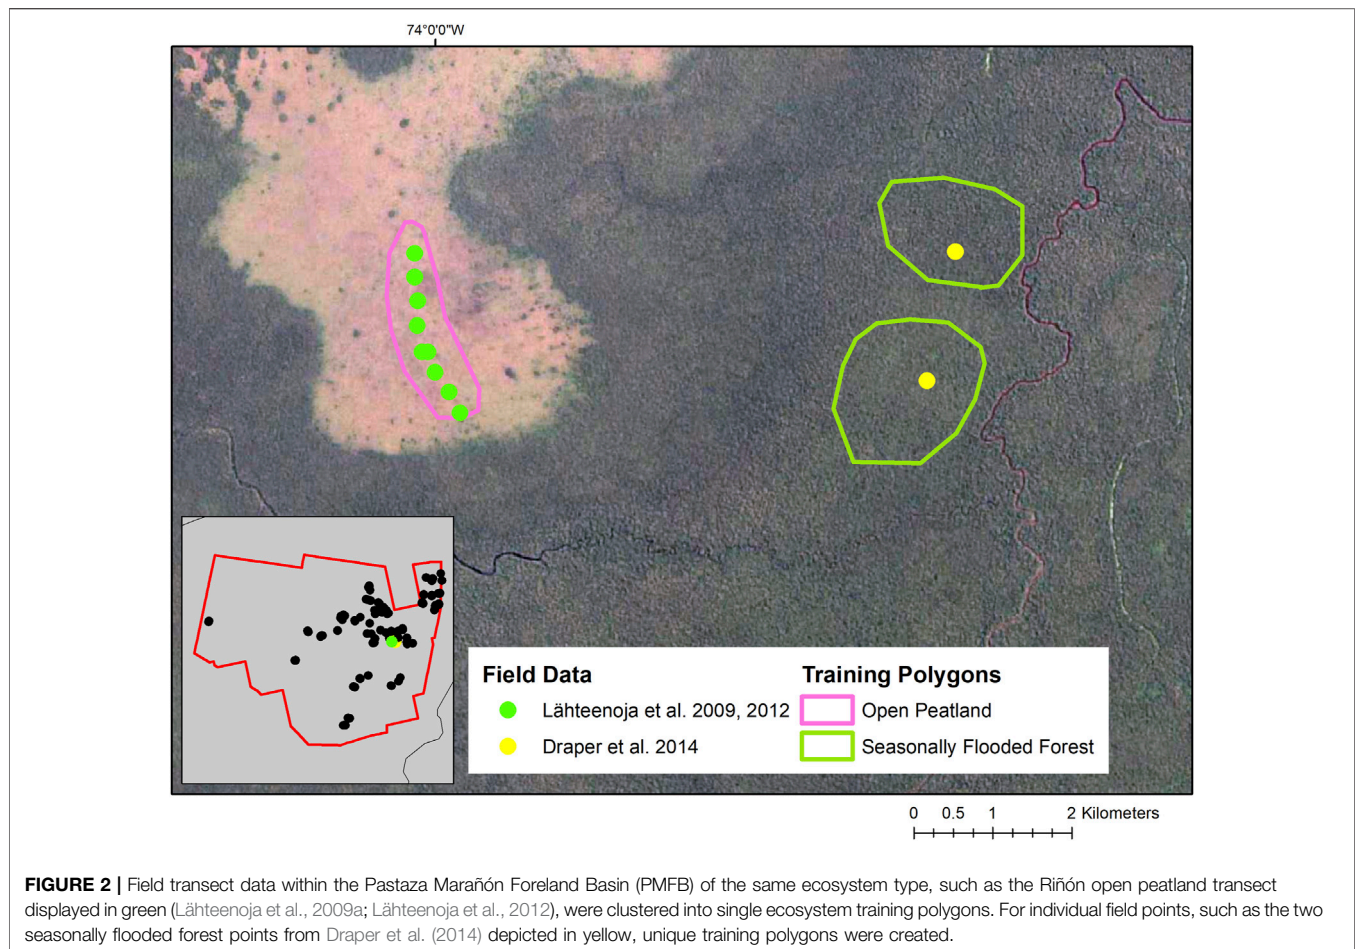 74°0'0"W
Field Data
Training Polygons
Lähteenoja et al. 2009, 2012
Open Peatland
Draper et al. 2014
Seasonally Flooded Forest
0 0.5 1 2 Kilometers
FIGURE 2 | Field transect data within the Pastaza Marañón Foreland Basin (PMFB) of the same ecosystem type, such as the Riñón open peatland transect
displayed in green (Lähteenoja et al., 2009a; Lähteenoja et al., 2012), were clustered into single ecosystem training polygons. For individual field points, such as the two
seasonally flooded forest points from Draper et al. (2014) depicted in yellow, unique training polygons were created.